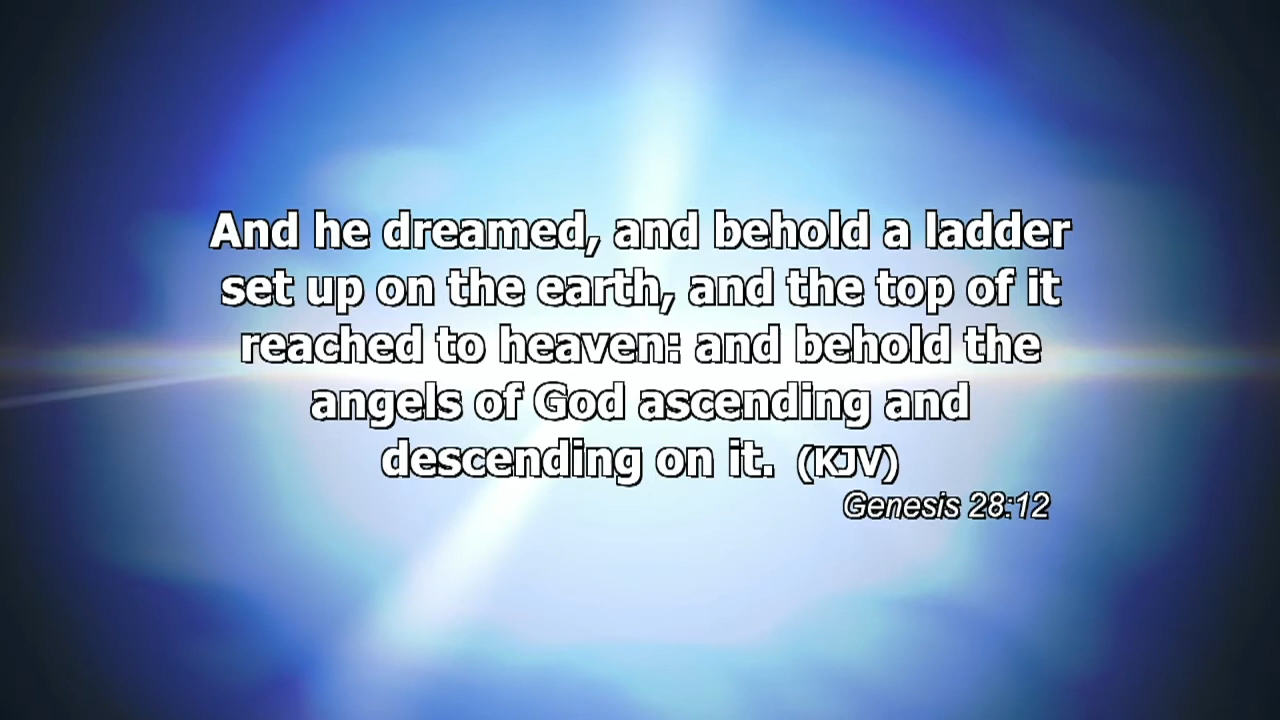 And he dreamed, and behold a ladder
set up on the earth, and the top of it
reached to heaven: and behold the
angels of God ascending and
descending on it. (KJV)
Genesis 28:12